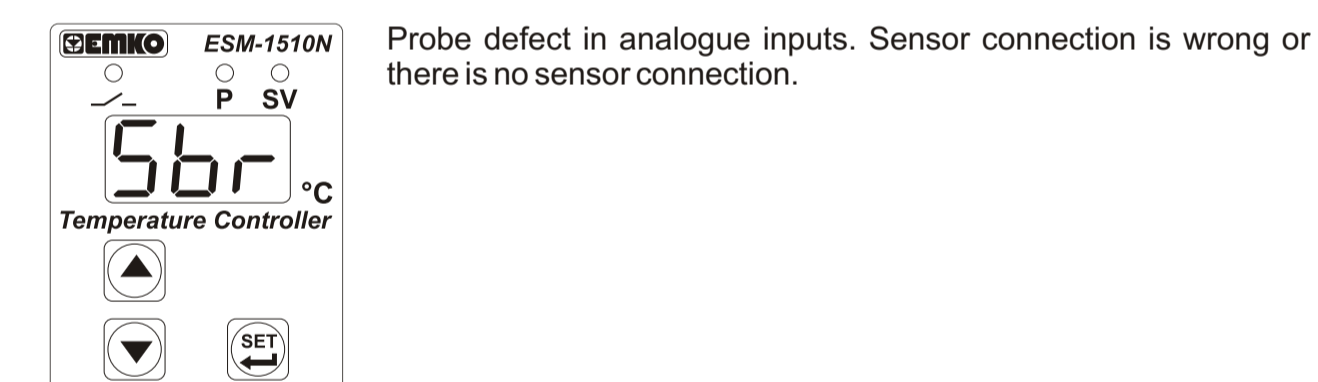 EMKO ESM-1510N
P SV
Sbr
°C
Temperature Controller
SET
Probe defect in analogue inputs. Sensor connection is wrong or
there is no sensor connection.